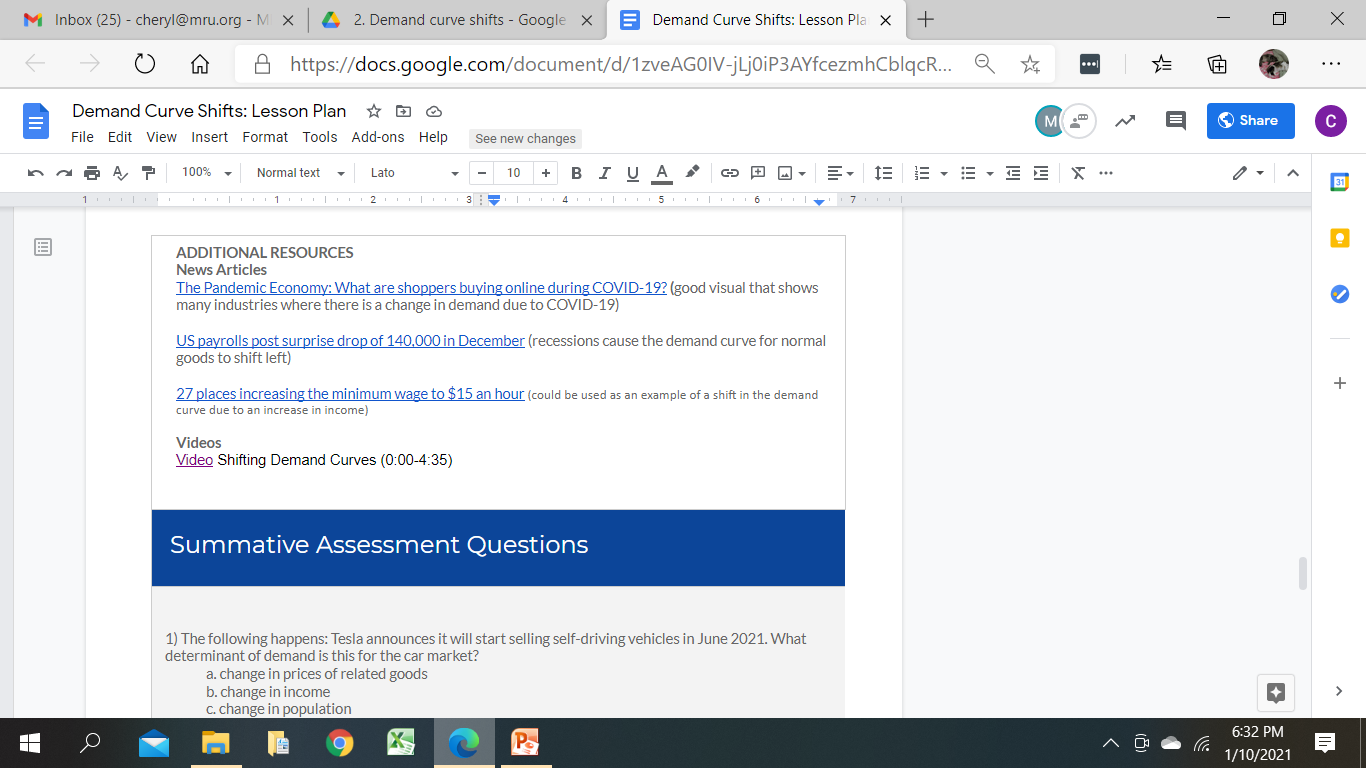 Inbox (25) - cheryl@mru.org - M
2. Demand curve shifts - Google
Demand Curve Shifts: Lesson Pla
https://docs.google.com/document/d/1zveAG0IV-jLj0iP3AYfcezmhCblqcR...
Demand Curve Shifts: Lesson Plan
File Edit View Insert Format Tools Add-ons Help See new changes
M
Share
C
100% Normal text Lato 10 B I U A
1 1 2 3 4 5 6 7
31
ADDITIONAL RESOURCES
News Articles
The Pandemic Economy: What are shoppers buying online during COVID-19? (good visual that shows
many industries where there is a change in demand due to COVID-19)
US payrolls post surprise drop of 140,000 in December (recessions cause the demand curve for normal
goods to shift left)
27 places increasing the minimum wage to $15 an hour (could be used as an example of a shift in the demand
curve due to an increase in income)
Videos
Video Shifting Demand Curves (0:00-4:35)
Summative Assessment Questions
1) The following happens: Tesla announces it will start selling self-driving vehicles in June 2021. What
determinant of demand is this for the car market?
a. change in prices of related goods
b. change in income
c. change in population
6:32 PM
1/10/2021